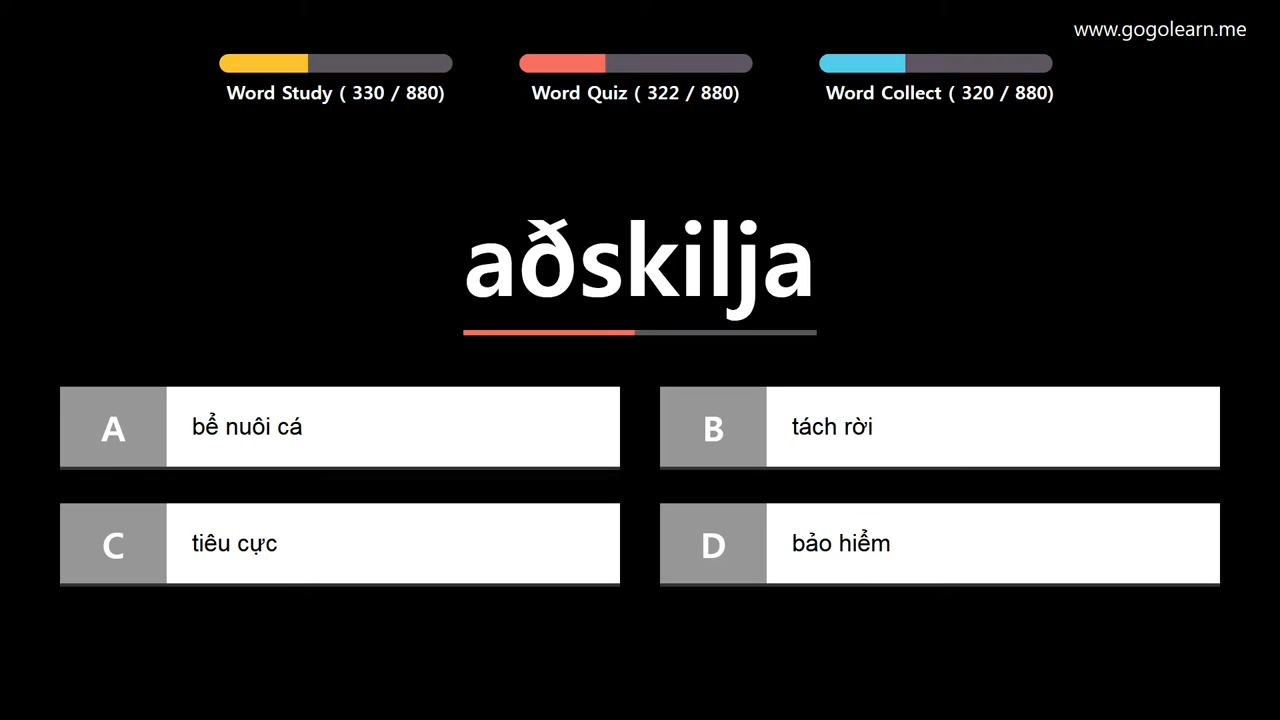 www.gogolearn.me
Word Study ( 330 / 880)
Word Quiz ( 322 / 880)
Word Collect ( 320 / 880)
aðskilja
A bể nuôi cá
B tách rời
C tiêu cực
D bảo hiểm